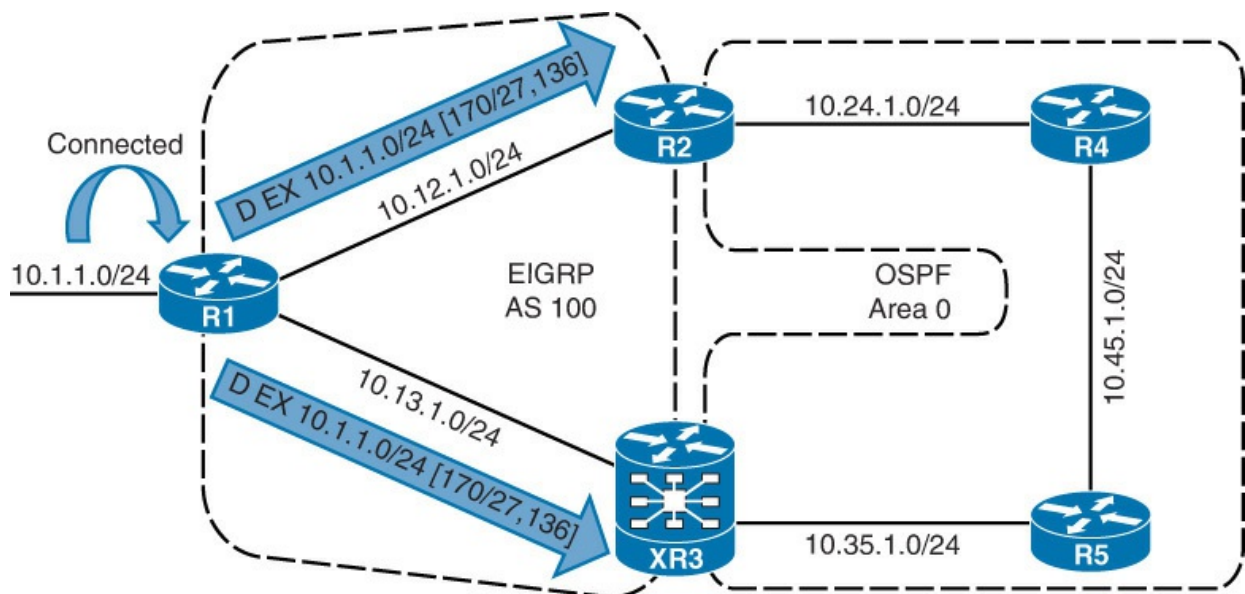 Connected
10.1.1.0/24
R1
D EX 10.1.1.0/24 [170/27,136]
10.12.1.0/24
D EX 10.1.1.0/24 [170/27,136]
10.13.1.0/24
EIGRP
AS 100
R2
XR3
OSPF
Area 0
10.24.1.0/24
R4
10.45.1.0/24
10.35.1.0/24
R5